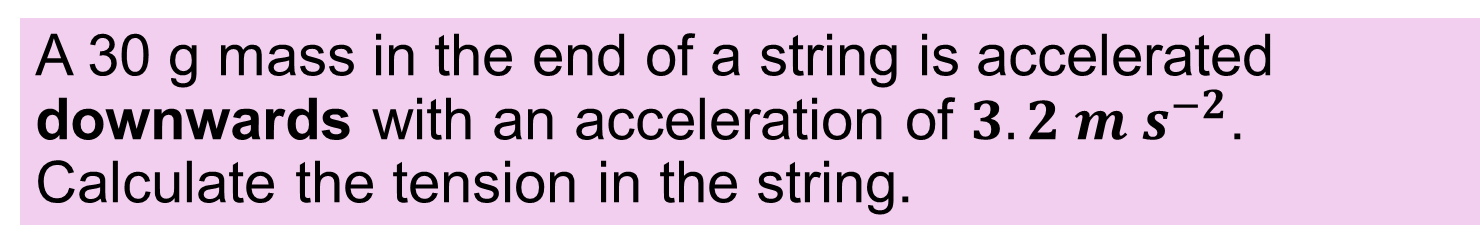 A 30 g mass in the end of a string is accelerated
downwards with an acceleration of 3.2 m s⁻².
Calculate the tension in the string.